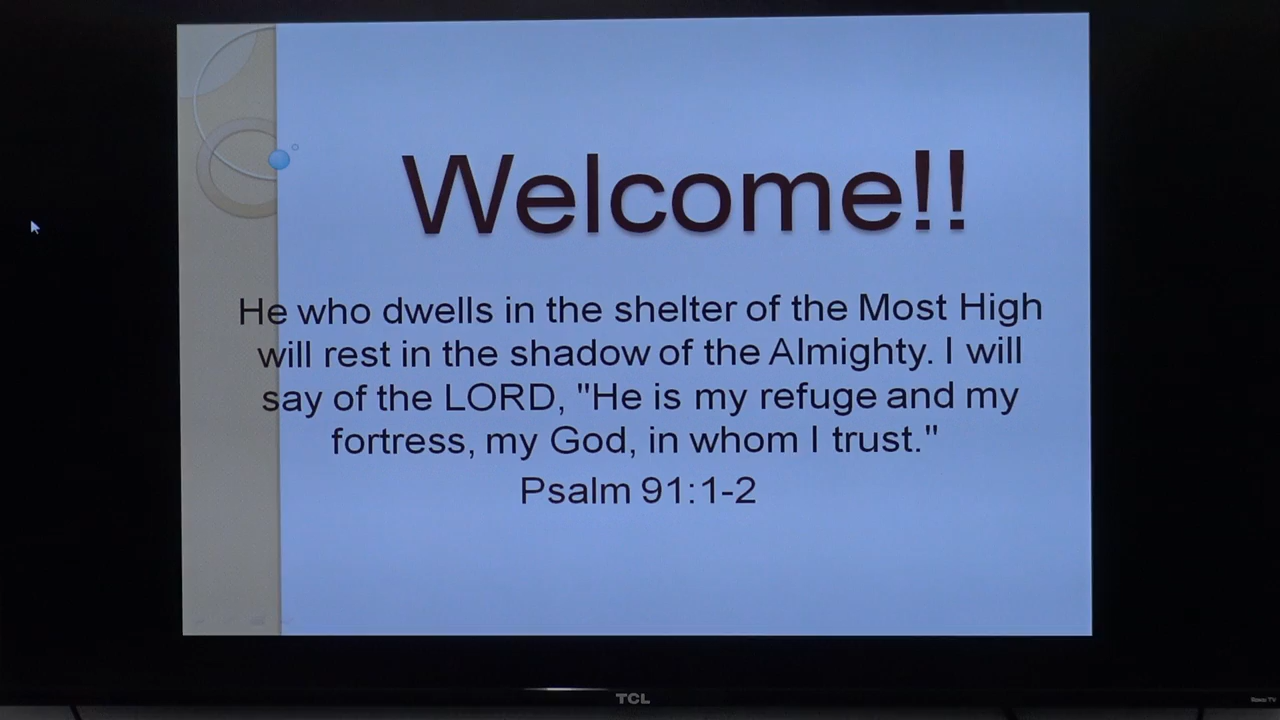 Welcome!!
He who dwells in the shelter of the Most High
will rest in the shadow of the Almighty. I will
say of the LORD, "He is my refuge and my
fortress, my God, in whom I trust."
Psalm 91:1-2
TCL
Roku TV